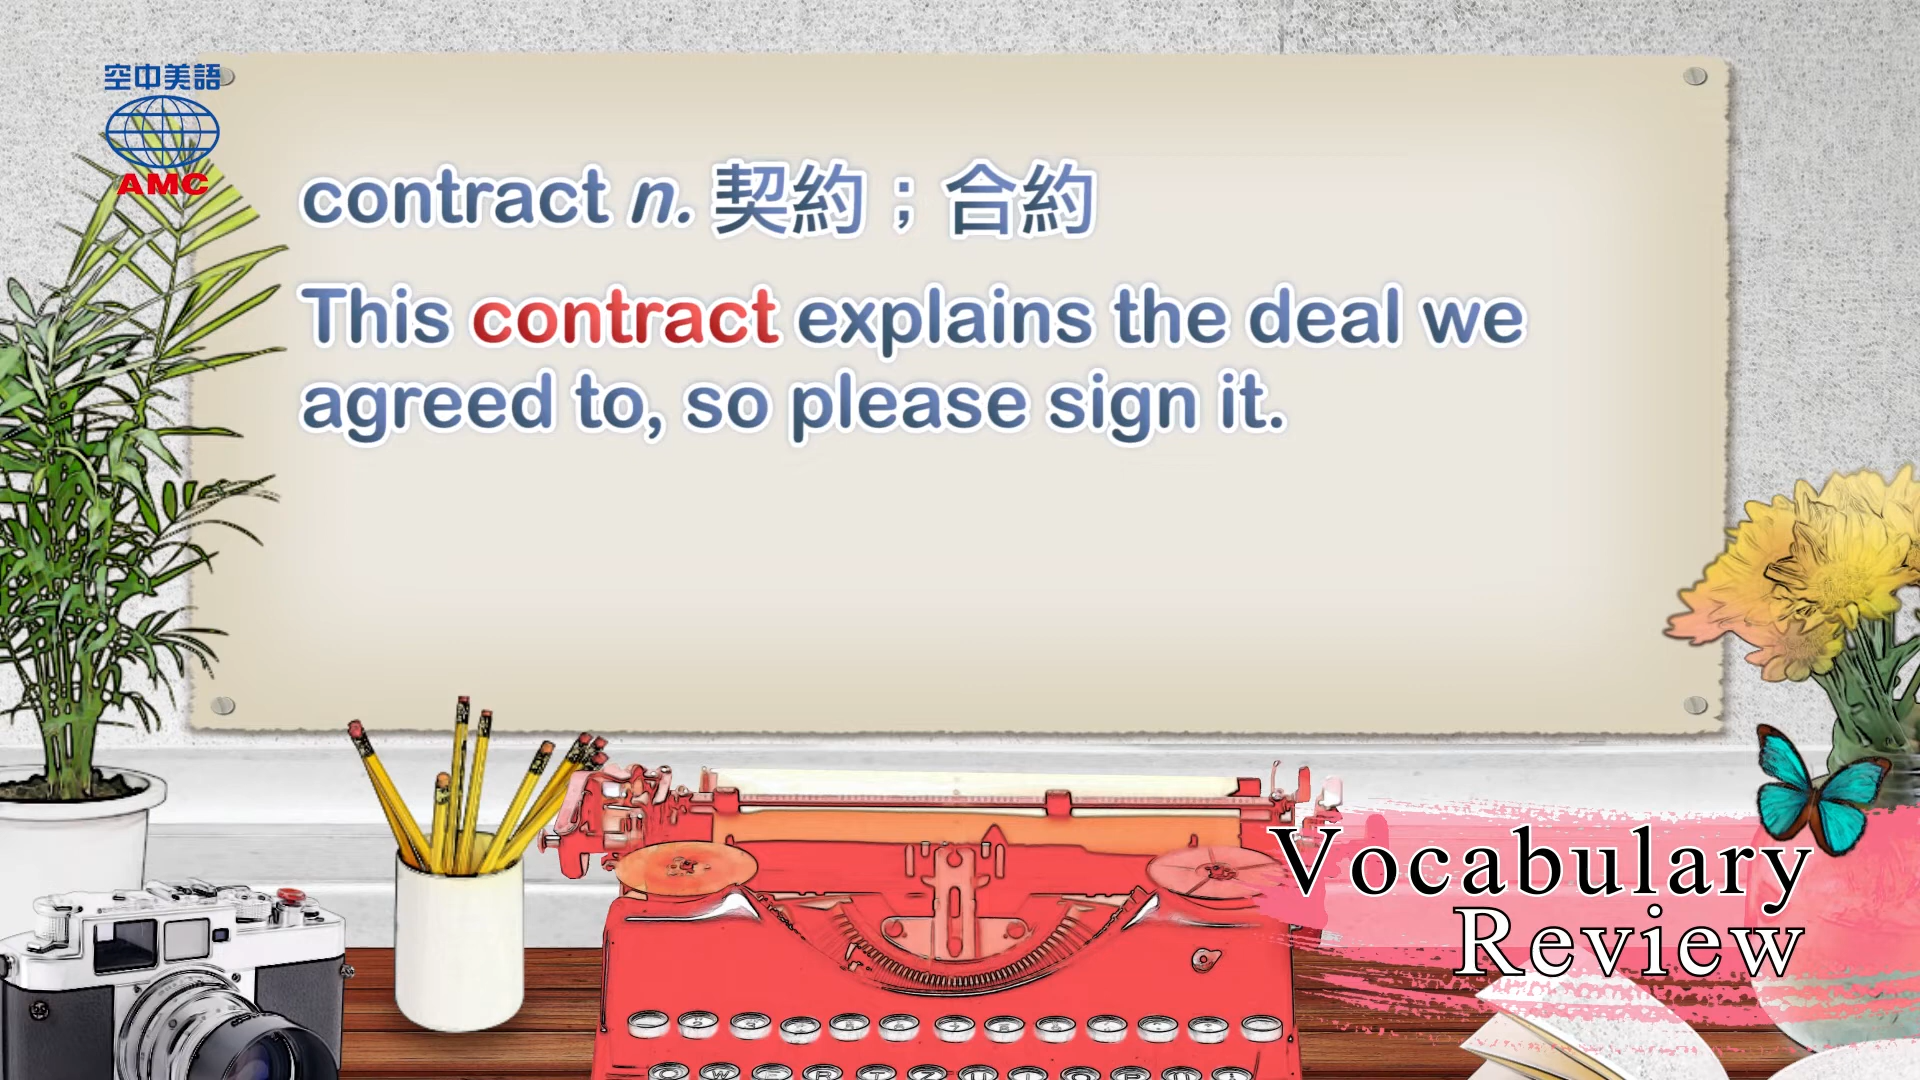 空中美語
AMC
contract n. 契約；合約
This contract explains the deal we
agreed to, so please sign it.
Vocabulary
Review